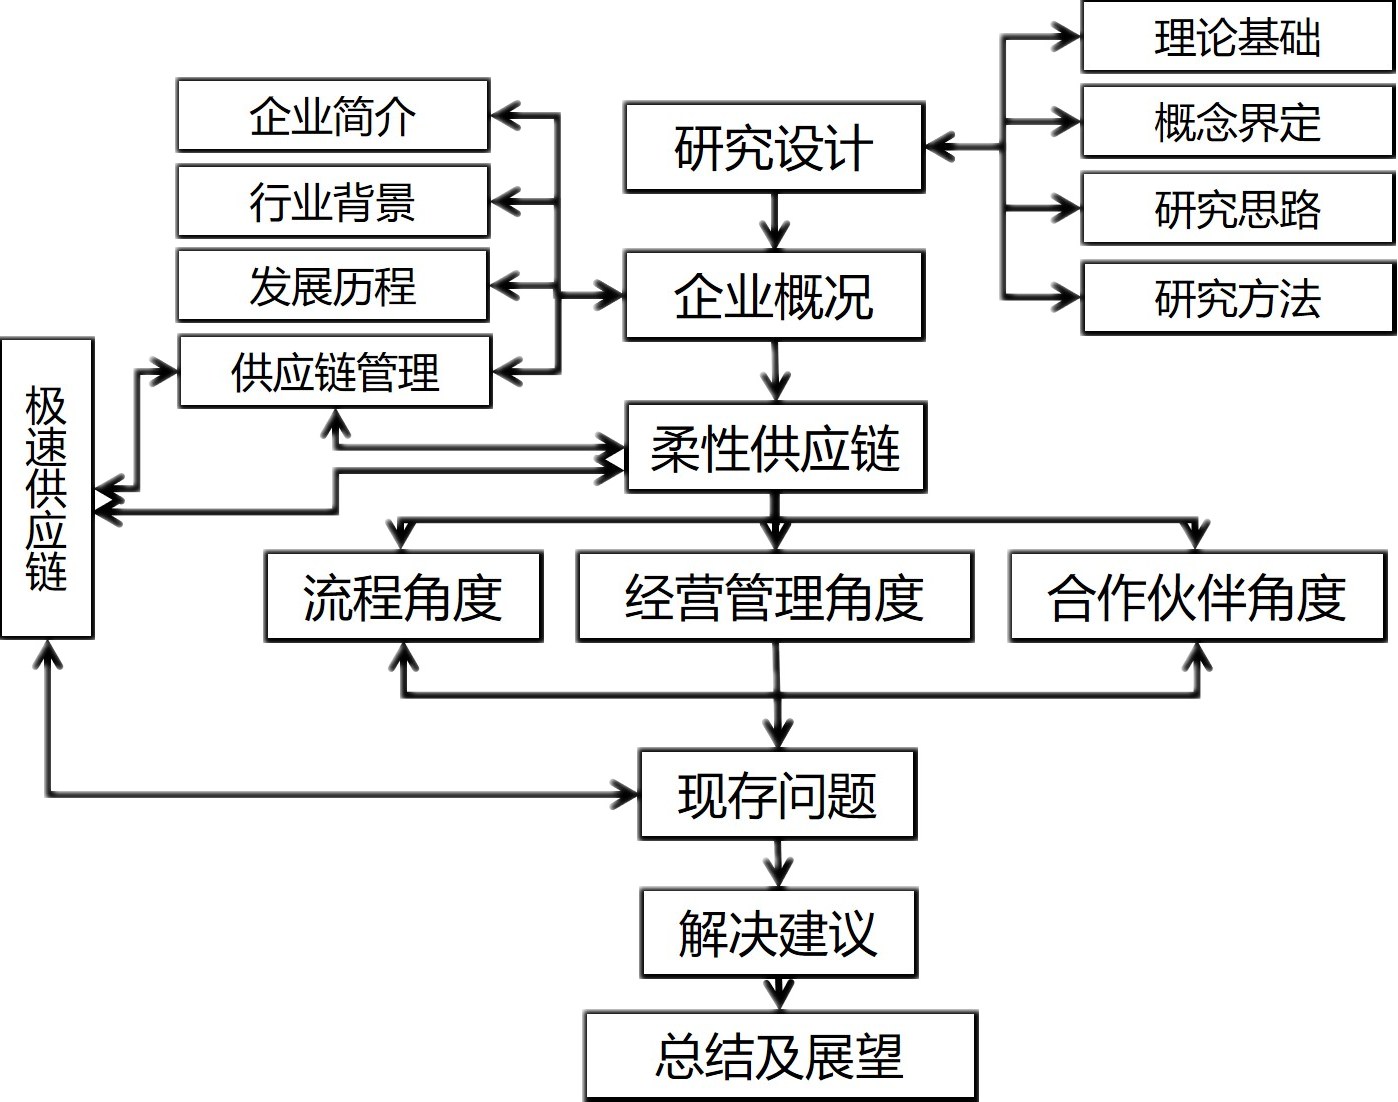 理论基础
概念界定
研究思路
研究方法
研究设计
企业简介
行业背景
发展历程
供应链管理
企业概况
极速供应链
柔性供应链
流程角度
经营管理角度
合作伙伴角度
现存问题
解决建议
总结及展望